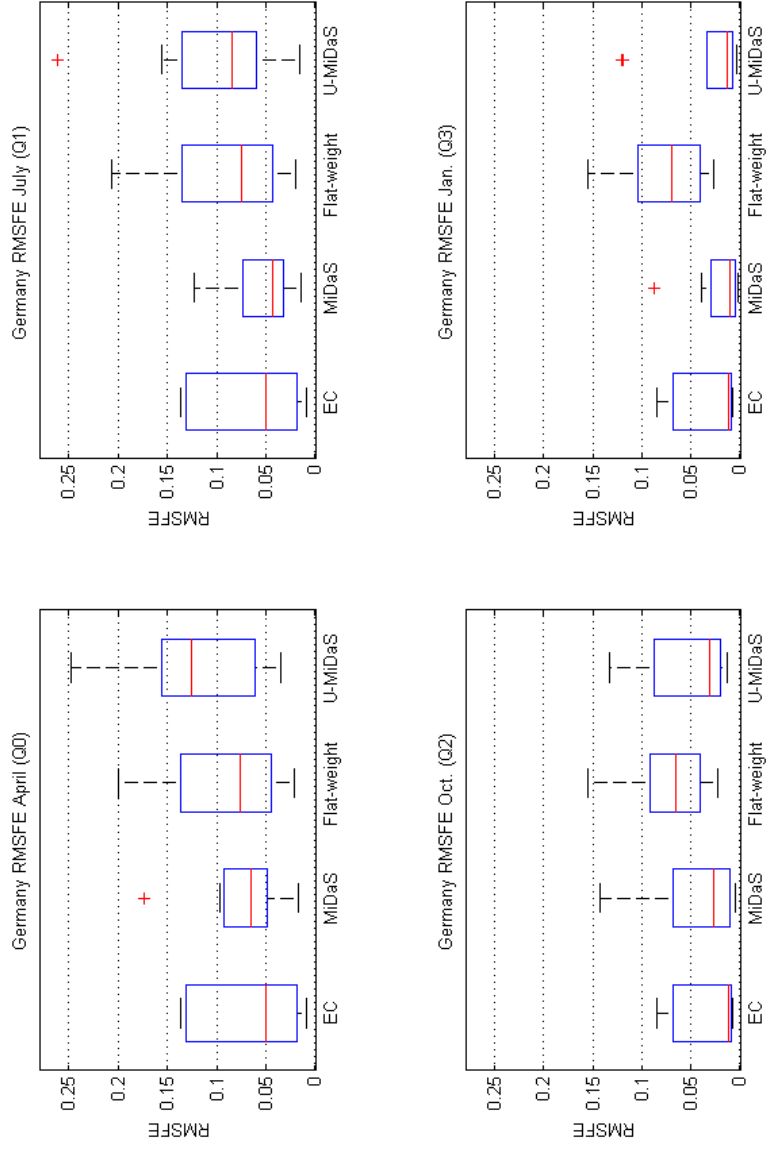 Germany RMSFE April (Q0)
RMSFE
0.25
0.2
0.15
0.1
0.05
0
EC
MiDaS
Flat-weight
U-MiDaS
Germany RMSFE July (Q1)
RMSFE
0.25
0.2
0.15
0.1
0.05
0
EC
MiDaS
Flat-weight
U-MiDaS
Germany RMSFE Oct. (Q2)
RMSFE
0.25
0.2
0.15
0.1
0.05
0
EC
MiDaS
Flat-weight
U-MiDaS
Germany RMSFE Jan. (Q3)
RMSFE
0.25
0.2
0.15
0.1
0.05
0
EC
MiDaS
Flat-weight
U-MiDaS